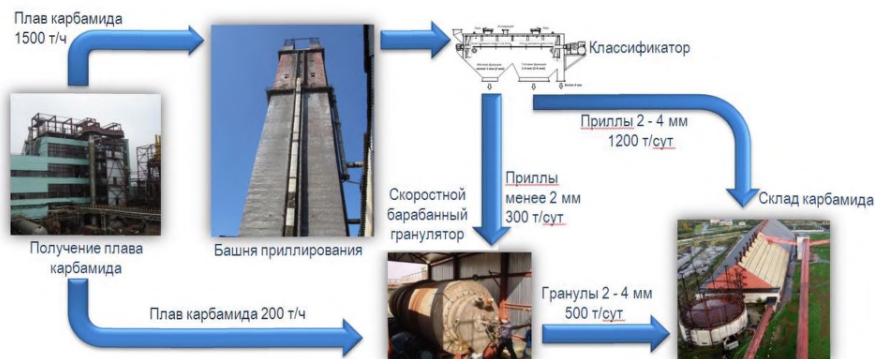 Плав карбамида
1500 т/ч
Классификатор
Приллы 2 - 4 мм
1200 т/сут
Приллы
менее 2 мм
300 т/сут
Скоростной
барабанный
гранулятор
Склад карбамида
Получение плава
карбамида
Башня приллирования
Плав карбамида 200 т/ч
Гранулы 2 - 4 мм
500 т/сут